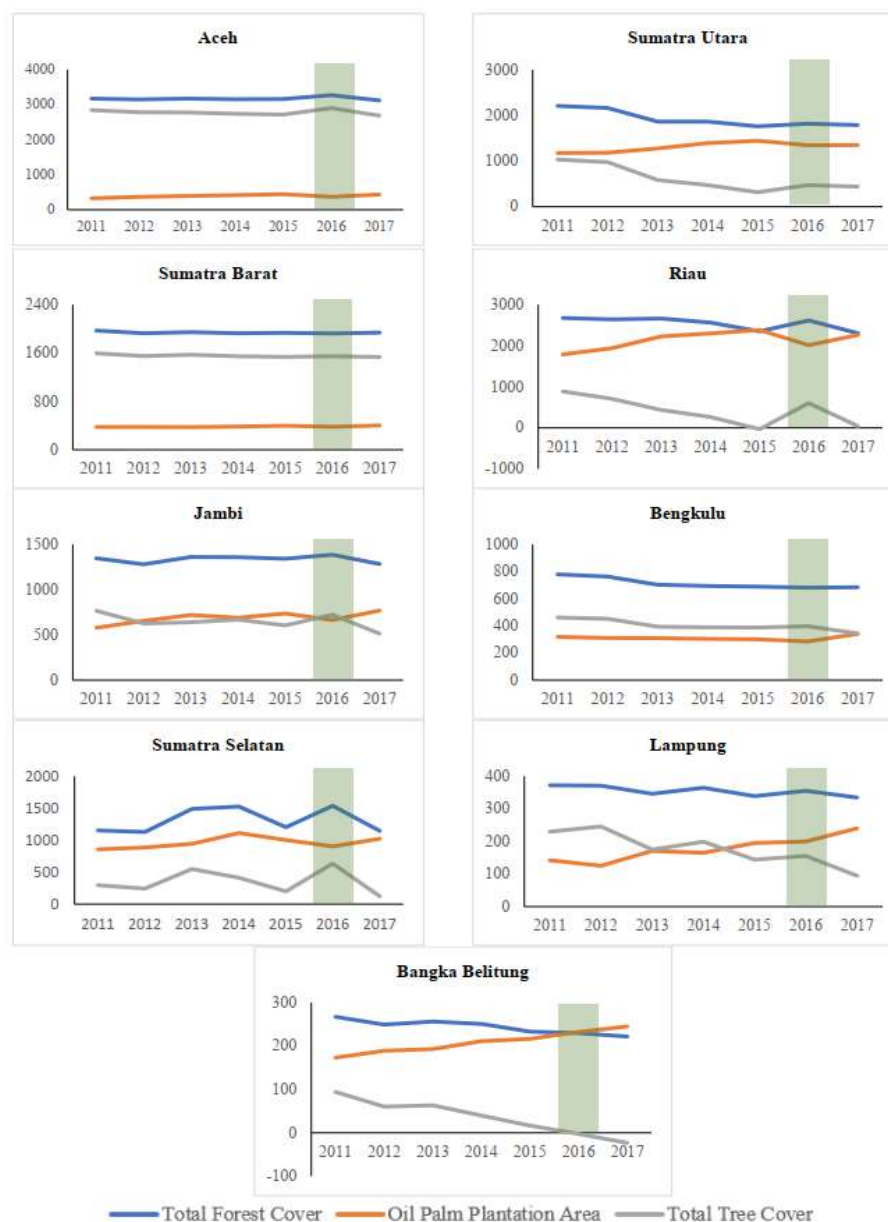 Aceh
4000
3000
2000
1000
0
2011 2012 2013 2014 2015 2016 2017
Sumatra Utara
3000
2000
1000
0
2011 2012 2013 2014 2015 2016 2017
Sumatra Barat
2400
1600
800
0
2011 2012 2013 2014 2015 2016 2017
Riau
3000
2000
1000
0
-1000
2011 2012 2013 2014 2015 2016 2017
Jambi
1500
1000
500
0
2011 2012 2013 2014 2015 2016 2017
Bengkulu
1000
800
600
400
200
0
2011 2012 2013 2014 2015 2016 2017
Sumatra Selatan
2000
1500
1000
500
0
2011 2012 2013 2014 2015 2016 2017
Lampung
400
300
200
100
0
2011 2012 2013 2014 2015 2016 2017
Bangka Belitung
300
200
100
0
-100
2011 2012 2013 2014 2015 2016 2017
Total Forest Cover Oil Palm Plantation Area Total Tree Cover